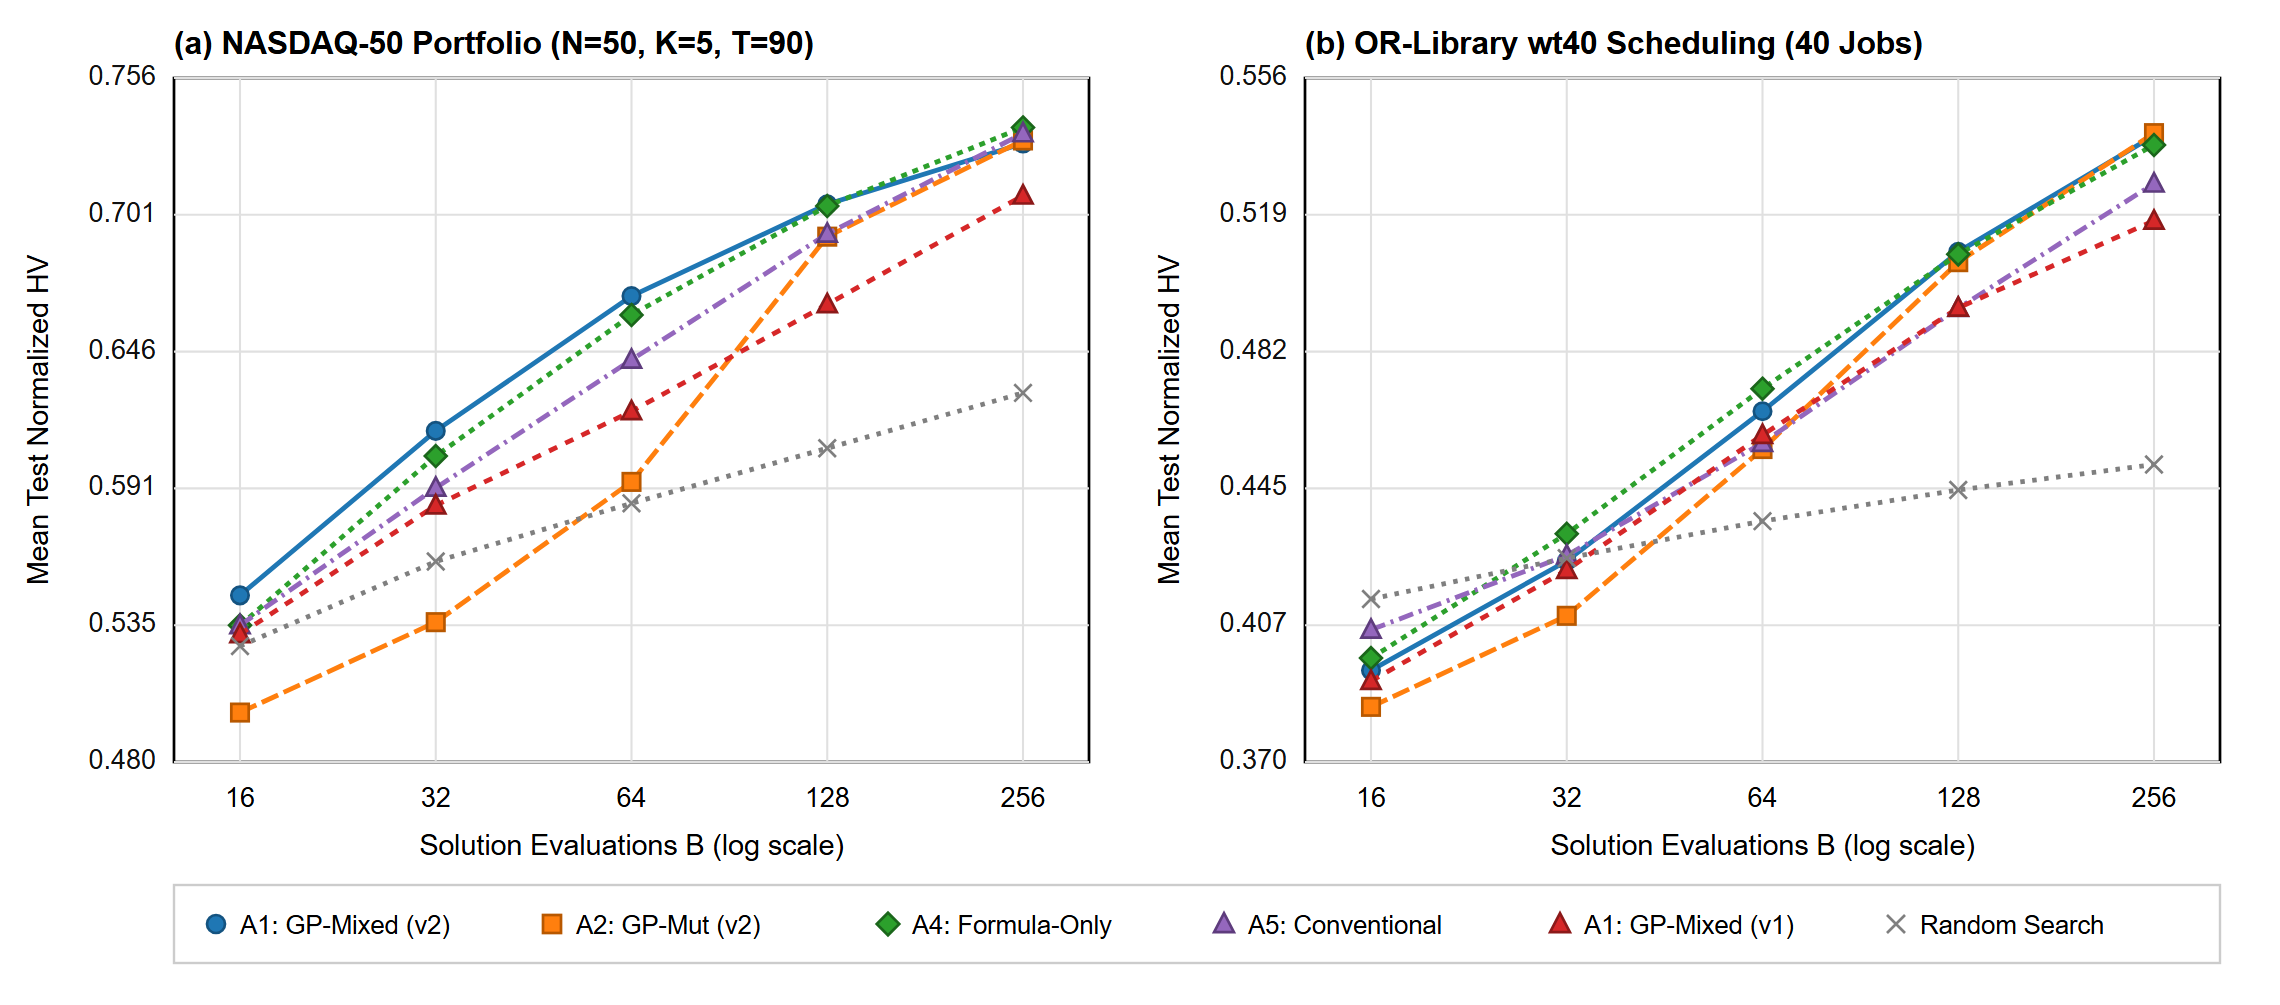 (a) NASDAQ-50 Portfolio (N=50, K=5, T=90)
0.756
0.701
0.646
0.591
0.535
0.480
Mean Test Normalized HV
16 32 64 128 256
Solution Evaluations B (log scale)
(b) OR-Library wt40 Scheduling (40 Jobs)
0.556
0.519
0.482
0.445
0.407
0.370
Mean Test Normalized HV
16 32 64 128 256
Solution Evaluations B (log scale)
A1: GP-Mixed (v2) A2: GP-Mut (v2) A4: Formula-Only A5: Conventional A1: GP-Mixed (v1) Random Search